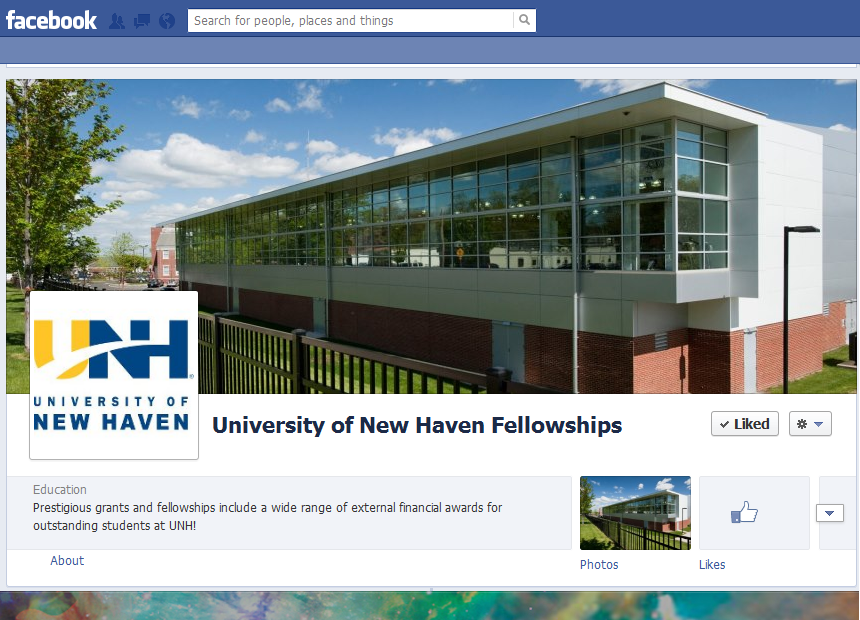 facebook
Search for people, places and things
UNH®
UNIVERSITY OF
NEW HAVEN
University of New Haven Fellowships
Liked
Education
Prestigious grants and fellowships include a wide range of external financial awards for
outstanding students at UNH!
About
Photos
Likes